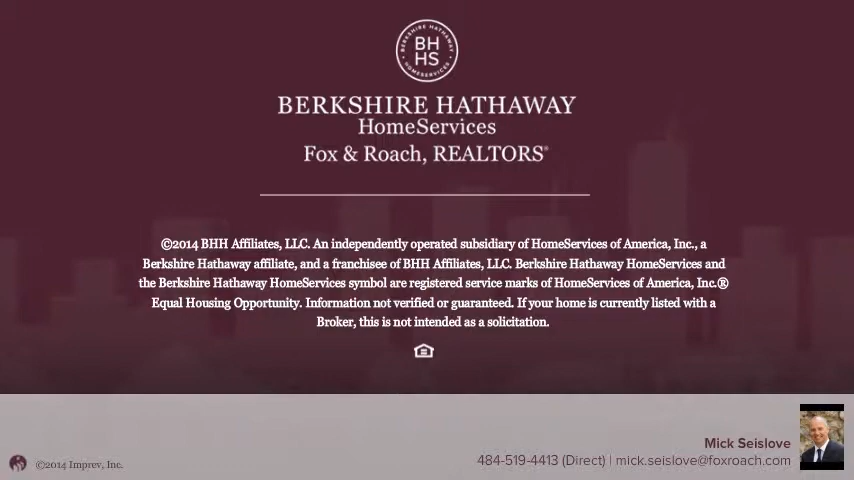 BERKSHIRE HATHAWAY
HOMESERVICES
BH
HS
BERKSHIRE HATHAWAY
HomeServices
Fox & Roach, REALTORS®
©2014 BHH Affiliates, LLC. An independently operated subsidiary of HomeServices of America, Inc., a
Berkshire Hathaway affiliate, and a franchisee of BHH Affiliates, LLC. Berkshire Hathaway HomeServices and
the Berkshire Hathaway HomeServices symbol are registered service marks of HomeServices of America, Inc.®
Equal Housing Opportunity. Information not verified or guaranteed. If your home is currently listed with a
Broker, this is not intended as a solicitation.
Mick Seislove
484-519-4413 (Direct) | mick.seislove@foxroach.com
©2014 Imprev, Inc.